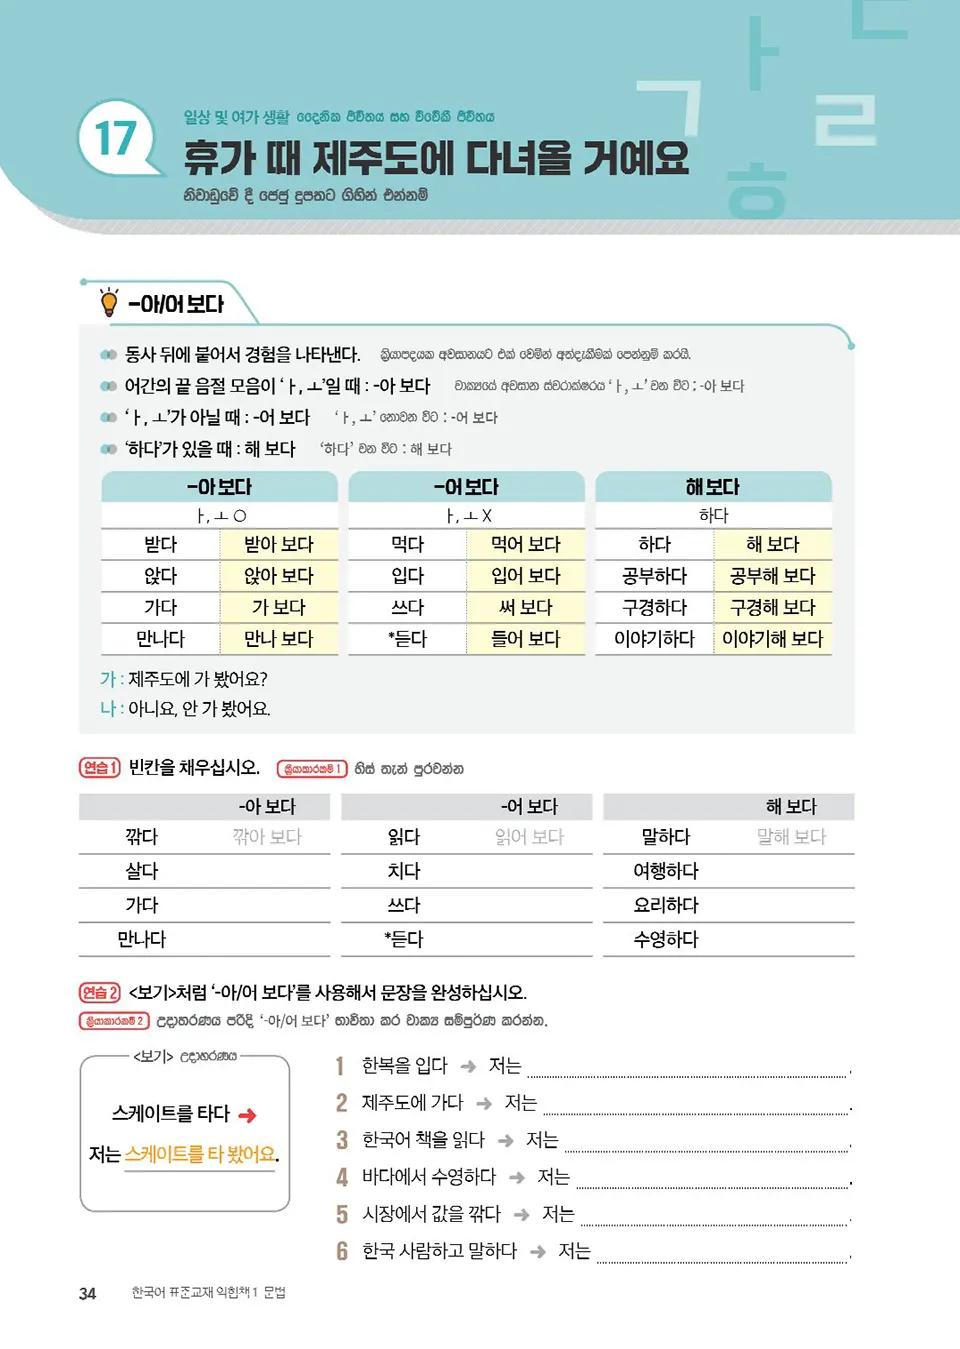 17
일상 및 여가 생활 දෛනික ජීවිතය සහ විවේකී ජීවිතය
휴가 때 제주도에 다녀올 거예요
නිවාඩුවේ දී ජෙජු දූපතට ගිහින් එන්නම්
-아/어 보다
동사 뒤에 붙어서 경험을 나타낸다. ක්‍රියාපදයක අවසානයට එක් වෙමින් අත්දැකීමක් පෙන්නුම් කරයි.
어간의 끝 음절 모음이 ‘ㅏ, ㅗ’일 때 : -아 보다 වාක්‍යයේ අවසාන ස්වරාක්ෂරය ‘ㅏ, ㅗ’ වන විට : -아 보다
‘ㅏ, ㅗ’가 아닐 때 : -어 보다 ‘ㅏ, ㅗ’ නොවන විට : -어 보다
‘하다’가 있을 때 : 해 보다 ‘하다’ වන විට : 해 보다
-아 보다 -어 보다 해 보다
ㅏ, ㅗ O ㅏ, ㅗ X 하다
받다 받아 보다 먹다 먹어 보다 하다 해 보다
앉다 앉아 보다 입다 입어 보다 공부하다 공부해 보다
가다 가 보다 쓰다 써 보다 구경하다 구경해 보다
만나다 만나 보다 *듣다 들어 보다 이야기하다 이야기해 보다
가 : 제주도에 가 봤어요?
나 : 아니요, 안 가 봤어요.
연습 1 빈칸을 채우십시오. ක්‍රියාකාරකම් 1 හිස් තැන් පුරවන්න
-아 보다 -어 보다 해 보다
깎다 깎아 보다 읽다 읽어 보다 말하다 말해 보다
살다 치다 여행하다
가다 쓰다 요리하다
만나다 *듣다 수영하다
연습 2 <보기>처럼 ‘-아/어 보다’를 사용해서 문장을 완성하십시오.
ක්‍රියාකාරකම් 2 උදාහරණය පරිදි ‘-아/어 보다’ භාවිතා කර වාක්‍ය සම්පූර්ණ කරන්න.
<보기> උදාහරණය
스케이트를 타다 ➜
저는 스케이트를 타 봤어요.
1 한복을 입다 ➜ 저는 .
2 제주도에 가다 ➜ 저는 .
3 한국어 책을 읽다 ➜ 저는 .
4 바다에서 수영하다 ➜ 저는 .
5 시장에서 값을 깎다 ➜ 저는 .
6 한국 사람하고 말하다 ➜ 저는 .
34 한국어 표준교재 익힘책 1 문법